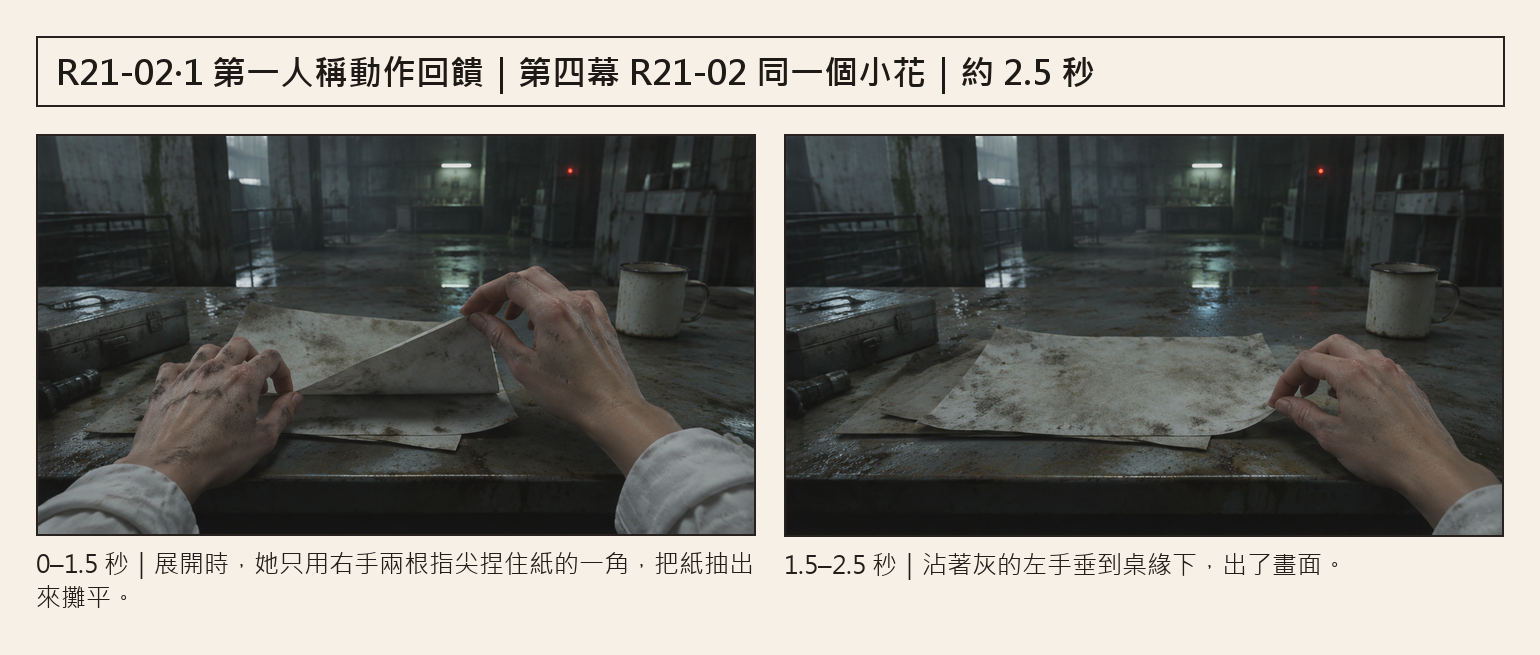 R21-02·1 第一人稱動作回饋｜第四幕 R21-02 同一個小花｜約 2.5 秒
0–1.5 秒｜展開時，她只用右手兩根指尖捏住紙的一角，把紙抽出
來攤平。
1.5–2.5 秒｜沾著灰的左手垂到桌緣下，出了畫面。